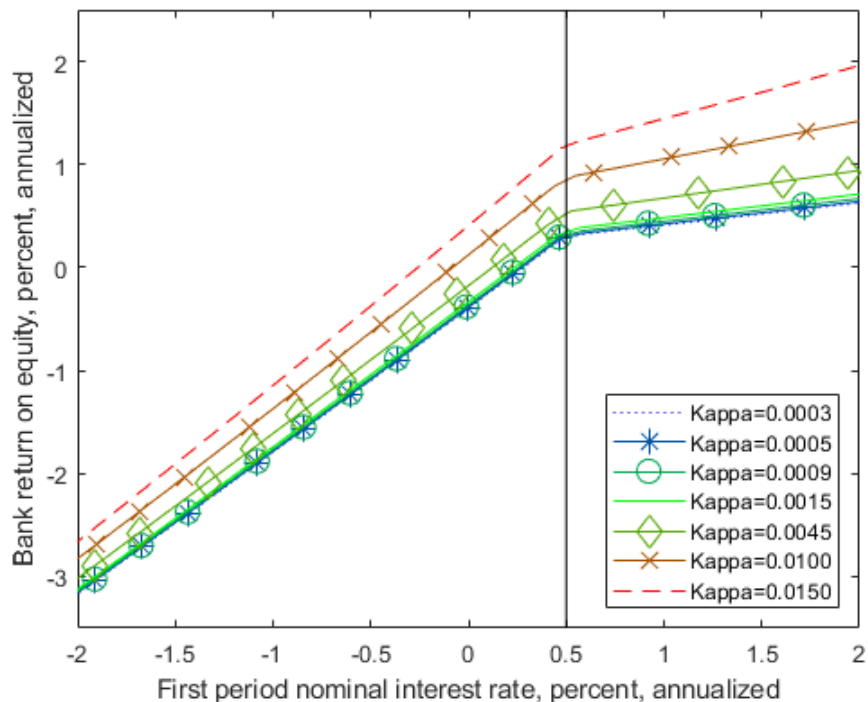 Bank return on equity, percent, annualized
2
1
0
-1
-2
-3
-2
-1.5
-1
-0.5
0
0.5
1
1.5
2
First period nominal interest rate, percent, annualized
Kappa=0.0003
Kappa=0.0005
Kappa=0.0009
Kappa=0.0015
Kappa=0.0045
Kappa=0.0100
Kappa=0.0150